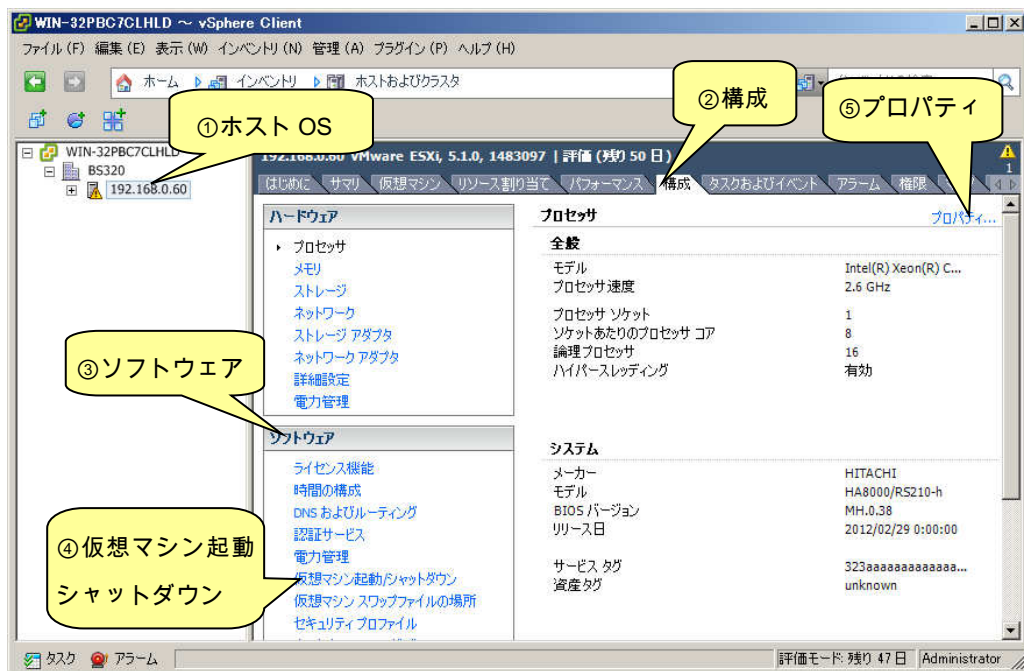 WIN-32PBC7CLHLD ～ vSphere Client
ファイル(F) 編集(E) 表示(W) インベントリ(N) 管理(A) プラグイン(P) ヘルプ(H)
ホーム インベントリ ホストおよびクラスタ
①ホスト OS
②構成
⑤プロパティ
WIN-32PBC7CLHLD
BS320
192.168.0.60
192.168.0.60 VMware ESXi, 5.1.0, 1483097 | 評価 (残り 50 日)
1
はじめに サマリ 仮想マシン リソース割り当て パフォーマンス 構成 タスクおよびイベント アラーム 権限
ハードウェア
プロセッサ
メモリ
ストレージ
ネットワーク
ストレージ アダプタ
ネットワーク アダプタ
詳細設定
電力管理
③ソフトウェア
ソフトウェア
ライセンス機能
時間の構成
DNS およびルーティング
認証サービス
電力管理
仮想マシン起動/シャットダウン
仮想マシン スワップファイルの場所
セキュリティ プロファイル
④仮想マシン起動
シャットダウン
プロセッサ
プロパティ...
全般
モデル Intel(R) Xeon(R) C...
プロセッサ速度 2.6 GHz
プロセッサ ソケット 1
ソケットあたりのプロセッサ コア 8
論理プロセッサ 16
ハイパースレッディング 有効
システム
メーカー HITACHI
モデル HA8000/RS210-h
BIOS バージョン MH.0.38
リリース日 2012/02/29 0:00:00
サービス タグ 323aaaaaaaaaaaaa...
資産タグ unknown
タスク アラーム
評価モード: 残り 47 日 Administrator